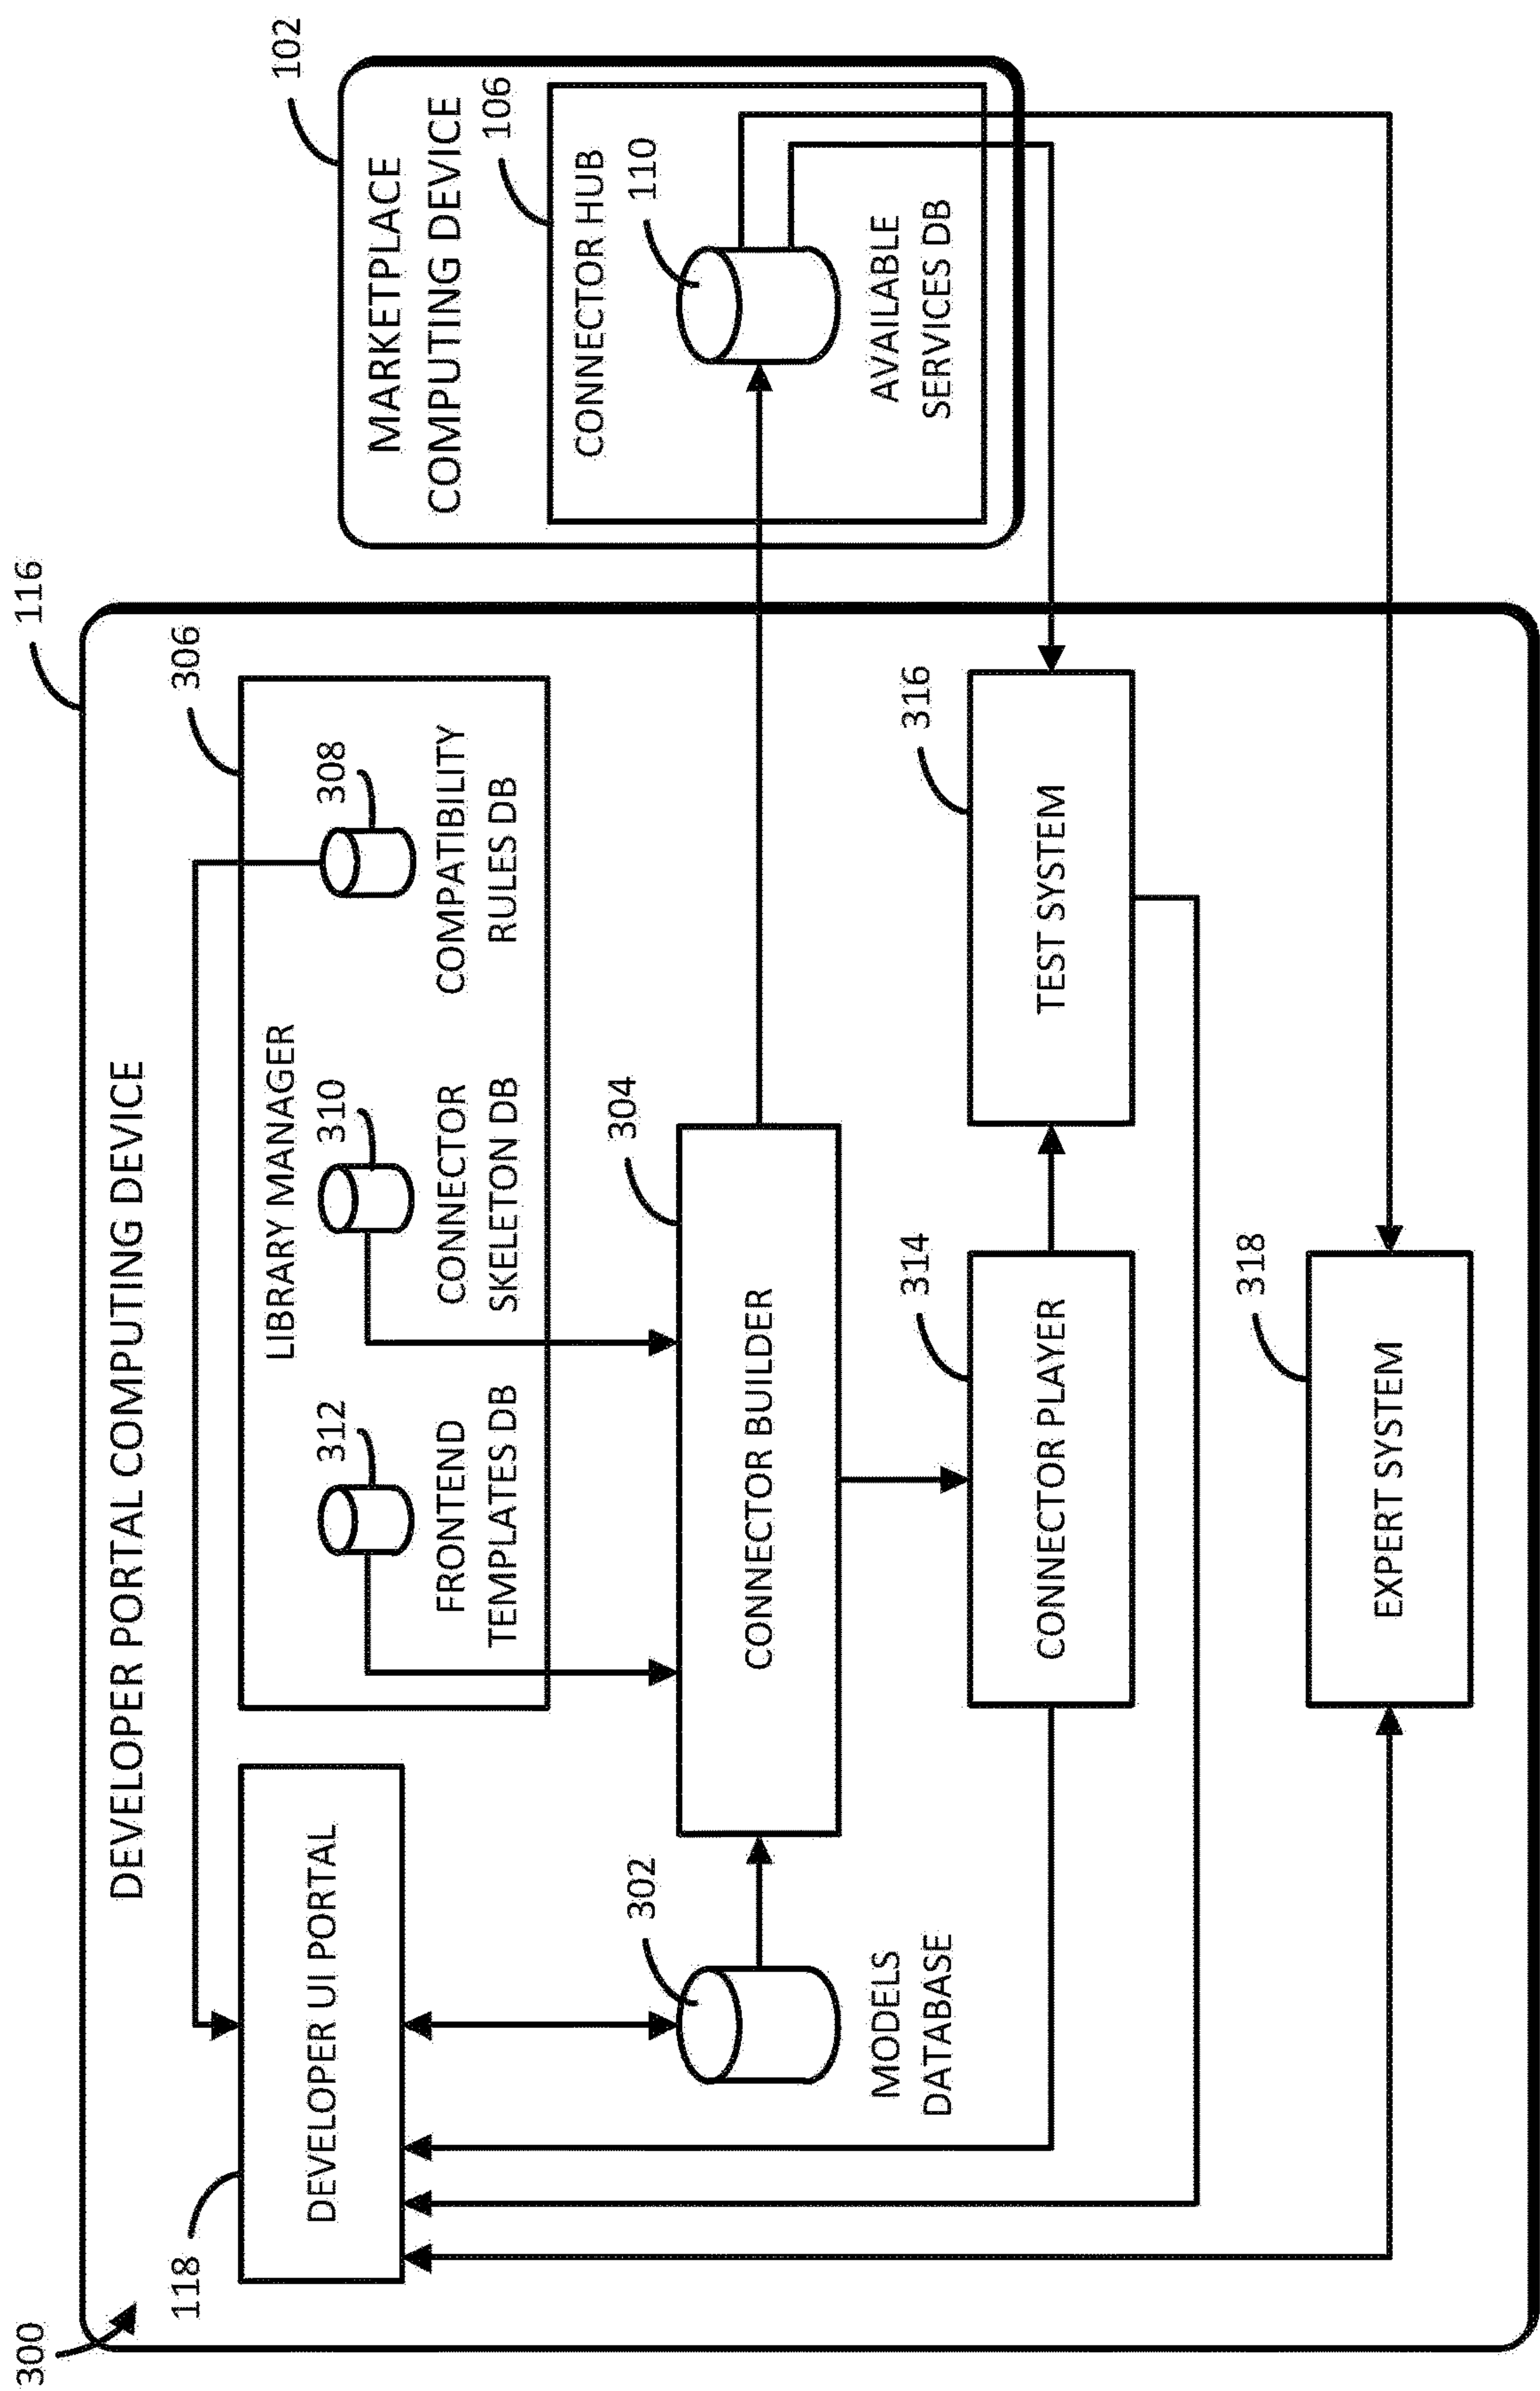 300
116
DEVELOPER PORTAL COMPUTING DEVICE
118
DEVELOPER UI PORTAL
306
LIBRARY MANAGER
312
FRONTEND
TEMPLATES DB
310
CONNECTOR
SKELETON DB
308
COMPATIBILITY
RULES DB
302
MODELS
DATABASE
304
CONNECTOR BUILDER
314
CONNECTOR PLAYER
316
TEST SYSTEM
318
EXPERT SYSTEM
102
MARKETPLACE
COMPUTING DEVICE
106
CONNECTOR HUB
110
AVAILABLE
SERVICES DB